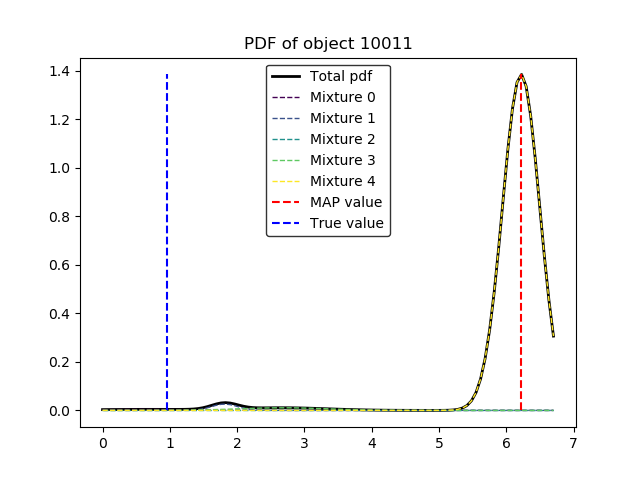 PDF of object 10011
Total pdf
Mixture 0
Mixture 1
Mixture 2
Mixture 3
Mixture 4
MAP value
True value
1.4
1.2
1.0
0.8
0.6
0.4
0.2
0.0
0 1 2 3 4 5 6 7